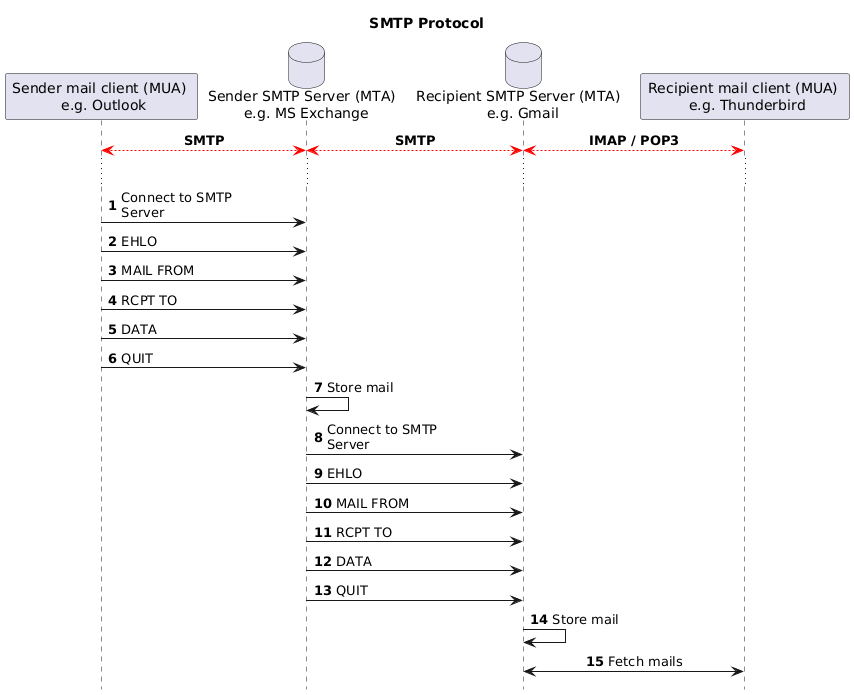 SMTP Protocol
Sender mail client (MUA)
e.g. Outlook
Sender SMTP Server (MTA)
e.g. MS Exchange
Recipient SMTP Server (MTA)
e.g. Gmail
Recipient mail client (MUA)
e.g. Thunderbird
SMTP
SMTP
IMAP / POP3
1 Connect to SMTP
Server
2 EHLO
3 MAIL FROM
4 RCPT TO
5 DATA
6 QUIT
7 Store mail
8 Connect to SMTP
Server
9 EHLO
10 MAIL FROM
11 RCPT TO
12 DATA
13 QUIT
14 Store mail
15 Fetch mails